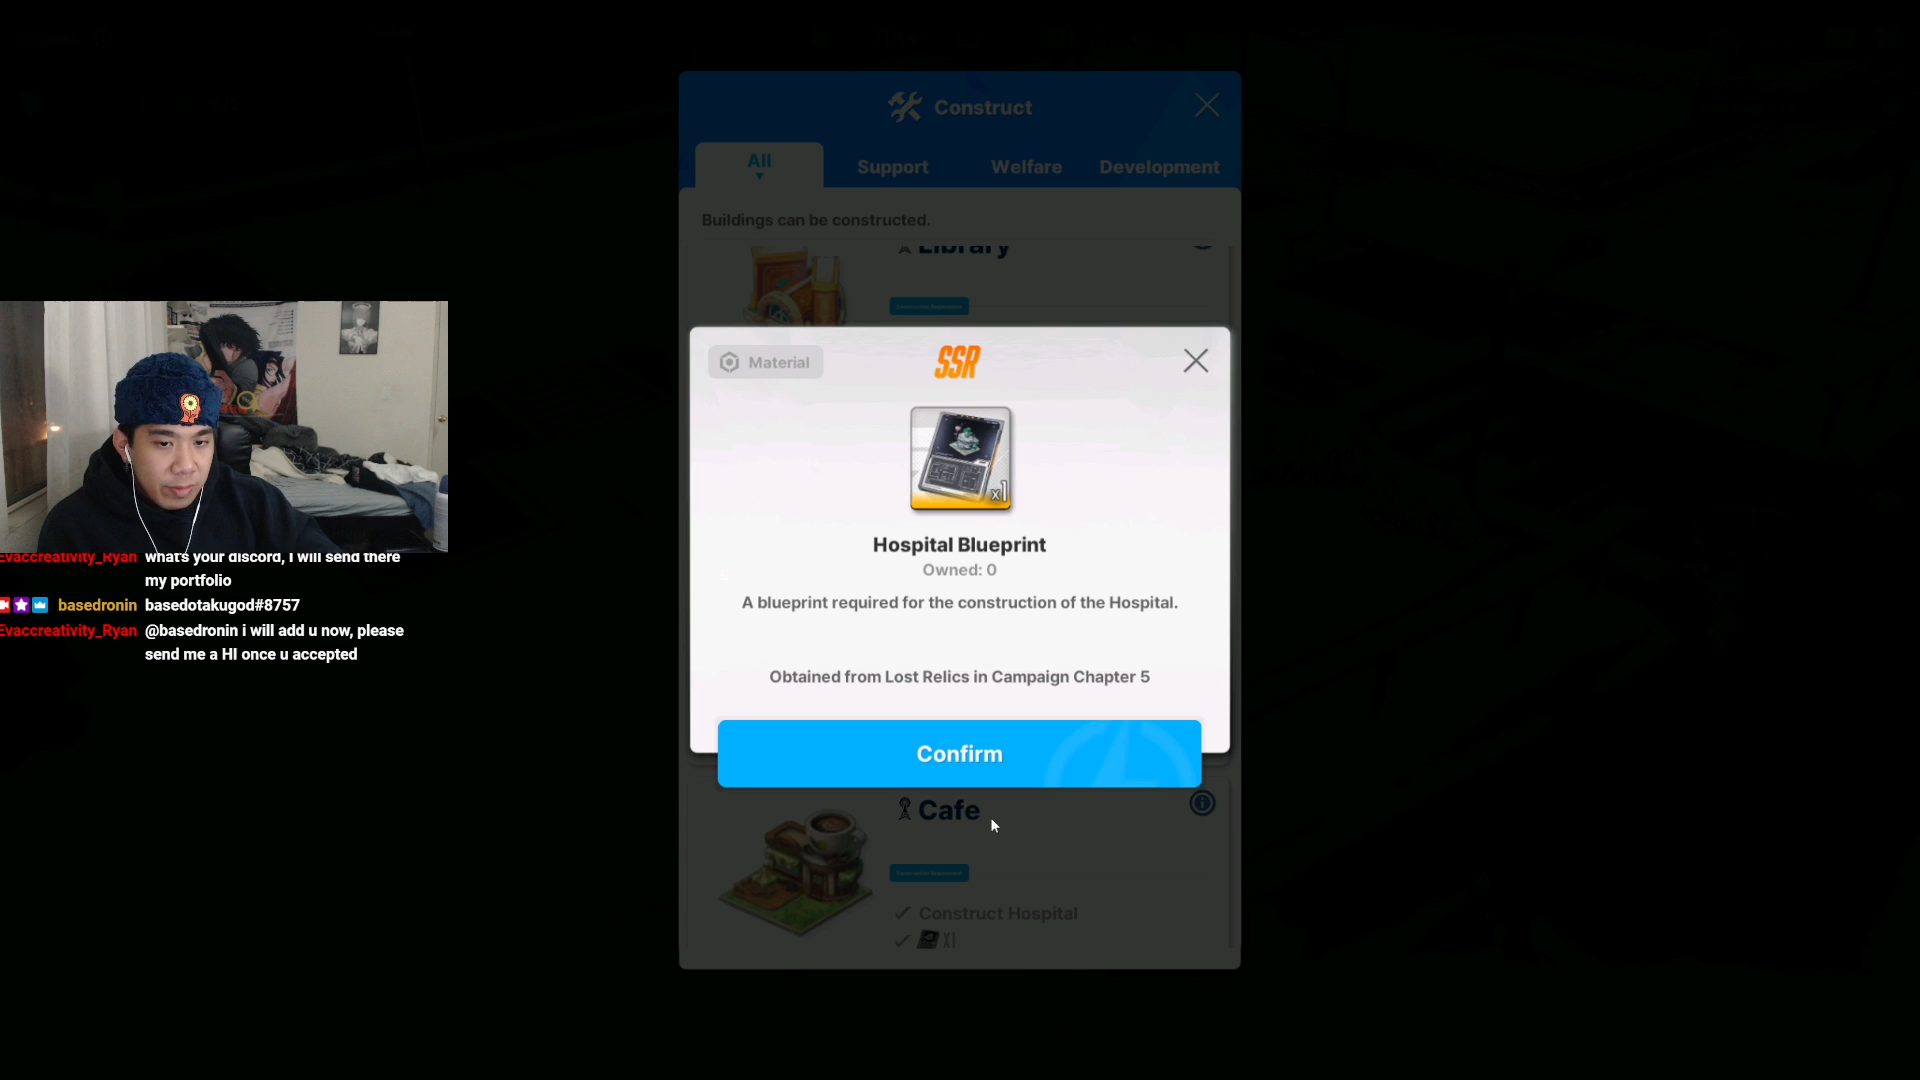 Construct
All
Support
Welfare
Development
Buildings can be constructed.
Library
Material
SSR
x1
Hospital Blueprint
Owned: 0
A blueprint required for the construction of the Hospital.
Obtained from Lost Relics in Campaign Chapter 5
Confirm
Cafe
Construct Hospital
X1
Evaccreativity_Ryan what's your discord, I will send there
my portfolio
basedronin basedotakugod#8757
Evaccreativity_Ryan @basedronin i will add u now, please
send me a HI once u accepted